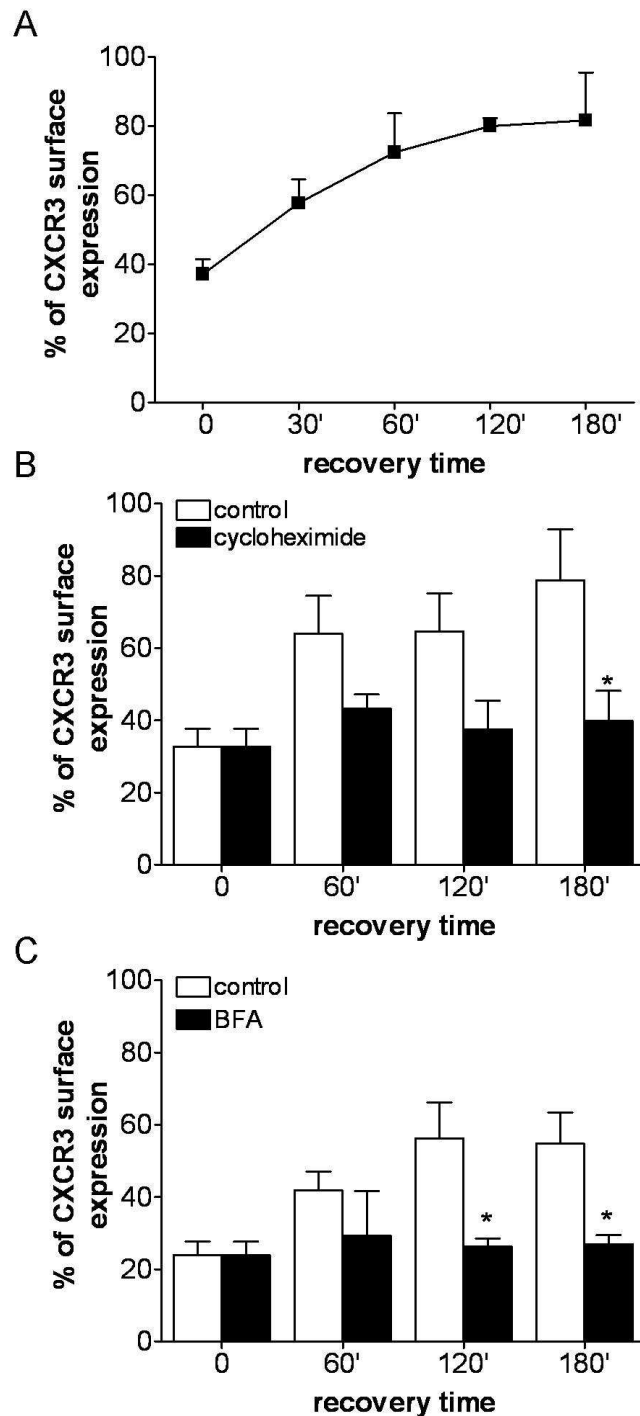 A
% of CXCR3 surface
expression
100
80
60
40
20
0
0 30' 60' 120' 180'
recovery time
B
% of CXCR3 surface
expression
100
80
60
40
20
0
control
cycloheximide
*
0 60' 120' 180'
recovery time
C
% of CXCR3 surface
expression
100
80
60
40
20
0
control
BFA
* *
0 60' 120' 180'
recovery time